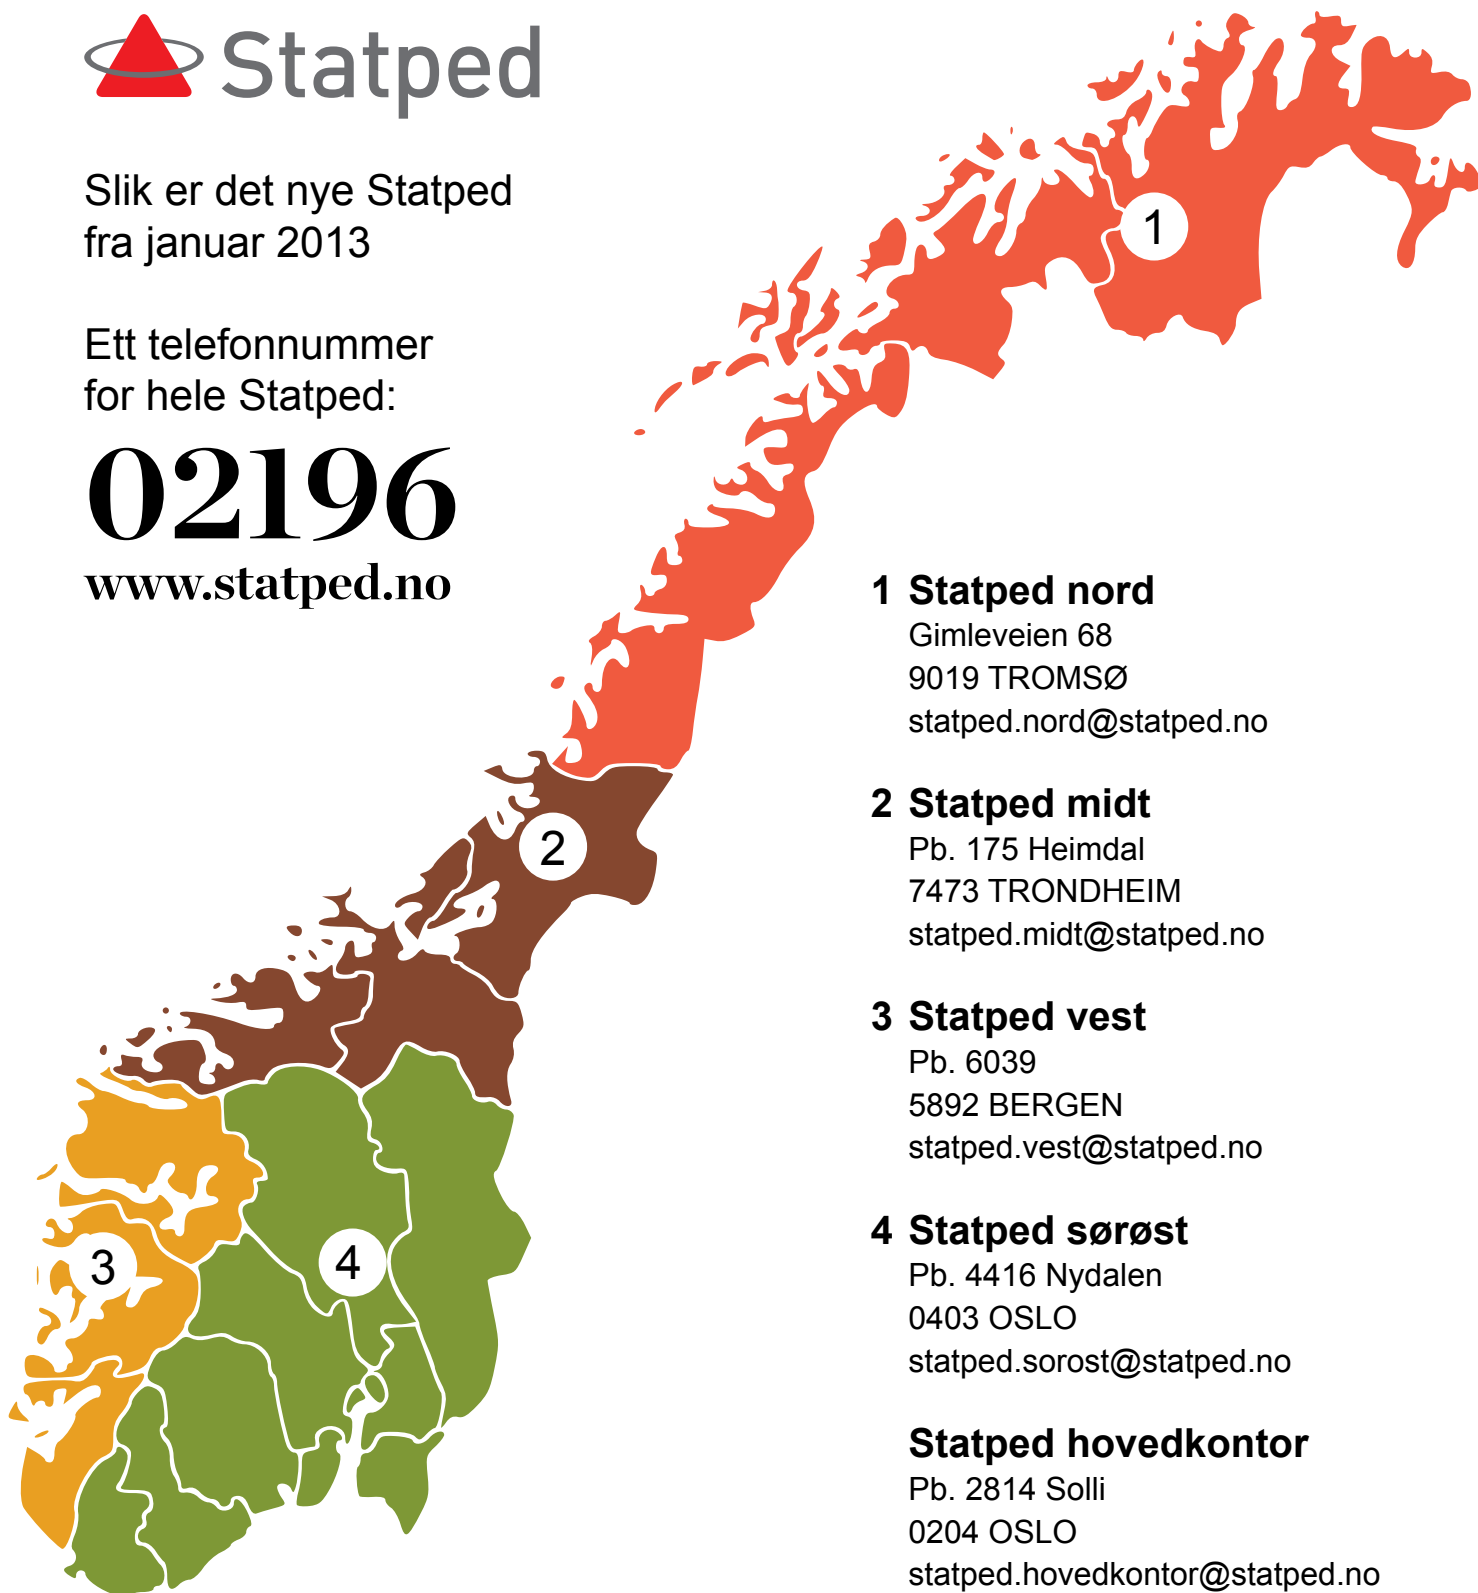 Statped
Slik er det nye Statped
fra januar 2013
Ett telefonnummer
for hele Statped:
02196
www.statped.no
1
2
3
4
1 Statped nord
Gimleveien 68
9019 TROMSØ
statped.nord@statped.no
2 Statped midt
Pb. 175 Heimdal
7473 TRONDHEIM
statped.midt@statped.no
3 Statped vest
Pb. 6039
5892 BERGEN
statped.vest@statped.no
4 Statped sørøst
Pb. 4416 Nydalen
0403 OSLO
statped.sorost@statped.no
Statped hovedkontor
Pb. 2814 Solli
0204 OSLO
statped.hovedkontor@statped.no